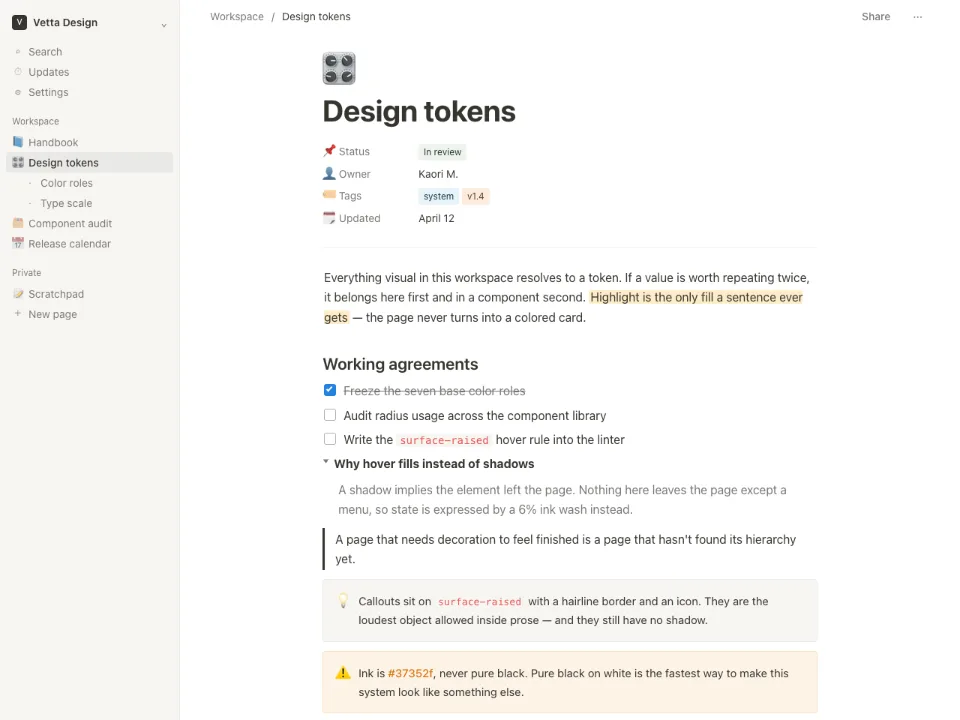 V Vetta Design
Workspace / Design tokens
Share
Search
Updates
Settings
Workspace
Handbook
Design tokens
Color roles
Type scale
Component audit
Release calendar
Private
Scratchpad
+ New page
Design tokens
Status In review
Owner Kaori M.
Tags system v1.4
Updated April 12
Everything visual in this workspace resolves to a token. If a value is worth repeating twice,
it belongs here first and in a component second. Highlight is the only fill a sentence ever
gets — the page never turns into a colored card.
Working agreements
Freeze the seven base color roles
Audit radius usage across the component library
Write the surface-raised hover rule into the linter
Why hover fills instead of shadows
A shadow implies the element left the page. Nothing here leaves the page except a
menu, so state is expressed by a 6% ink wash instead.
A page that needs decoration to feel finished is a page that hasn't found its hierarchy
yet.
Callouts sit on surface-raised with a hairline border and an icon. They are the
loudest object allowed inside prose — and they still have no shadow.
Ink is #37352f, never pure black. Pure black on white is the fastest way to make this
system look like something else.